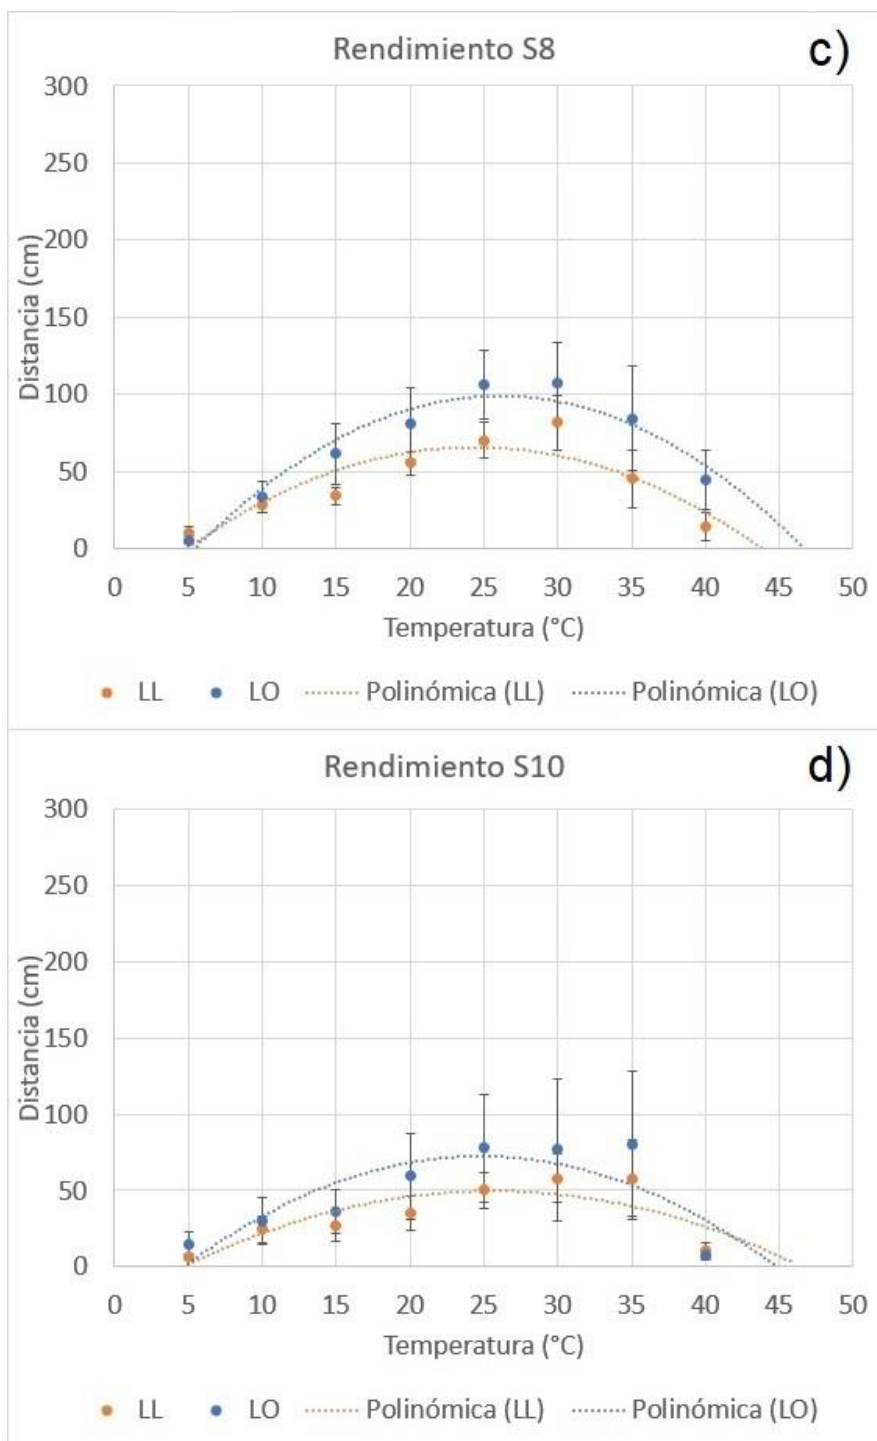 Rendimiento S8
c)
300
250
200
150
100
50
0
Distancia (cm)
0 5 10 15 20 25 30 35 40 45 50
Temperatura (°C)
LL LO Polinómica (LL) Polinómica (LO)
Rendimiento S10
d)
300
250
200
150
100
50
0
Distancia (cm)
0 5 10 15 20 25 30 35 40 45 50
Temperatura (°C)
LL LO Polinómica (LL) Polinómica (LO)